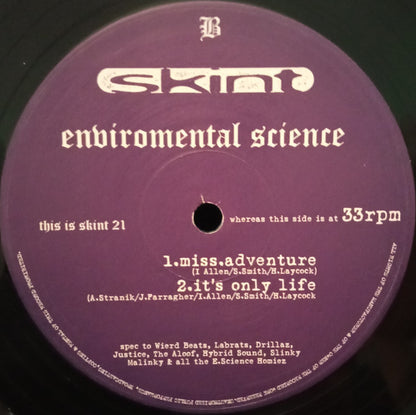 B
skint
enviromental science
this is skint 21
whereas this side is at 33rpm
1.miss.adventure
(I Allen/S.Smith/H.Laycock)
2.it's only life
(A.Stranik/J.Farragher/I.Allen/S.Smith/H.Laycock
spec to Wierd Beats, Labrats, Drillaz,
Justice, The Aloof, Hybrid Sound, Slinky
Malinky & all the E.Science Homiez